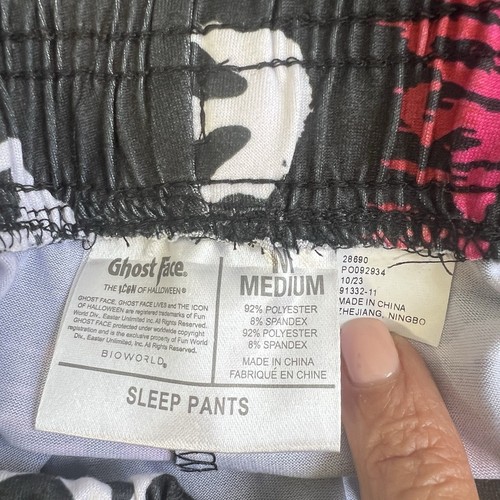 Ghost Face®
THE ICON OF HALLOWEEN®
GHOST FACE, GHOST FACE LIVES and THE ICON
OF HALLOWEEN are registered trademarks of Fun
World Div., Easter Unlimited, Inc. All Rights Reserved.
GHOST FACE protected under worldwide copyright
registration and is the exclusive property of Fun World
Div., Easter Unlimited, Inc. All Rights Reserved.
BIOWORLD®
M
MEDIUM
92% POLYESTER
8% SPANDEX
92% POLYESTER
8% SPANDEX
MADE IN CHINA
FABRIQUÉ EN CHINE
SLEEP PANTS
28690
PO092934
10/23
91332-11
MADE IN CHINA
ZHEJIANG, NINGBO